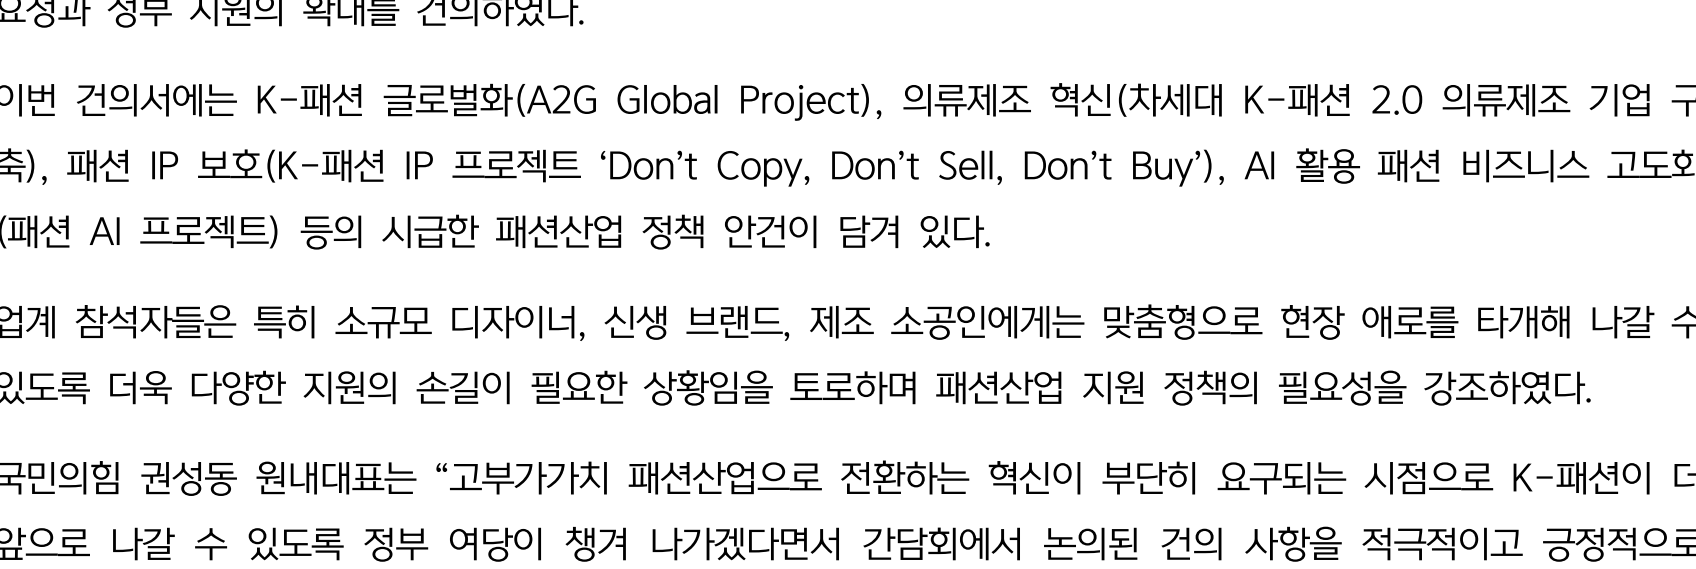 요청과 정부 지원의 확대를 건의하였다.
이번 건의서에는 K-패션 글로벌화(A2G Global Project), 의류제조 혁신(차세대 K-패션 2.0 의류제조 기업 구
축), 패션 IP 보호(K-패션 IP 프로젝트 ‘Don’t Copy, Don’t Sell, Don’t Buy’), AI 활용 패션 비즈니스 고도화
(패션 AI 프로젝트) 등의 시급한 패션산업 정책 안건이 담겨 있다.
업계 참석자들은 특히 소규모 디자이너, 신생 브랜드, 제조 소공인에게는 맞춤형으로 현장 애로를 타개해 나갈 수
있도록 더욱 다양한 지원의 손길이 필요한 상황임을 토로하며 패션산업 지원 정책의 필요성을 강조하였다.
국민의힘 권성동 원내대표는 “고부가가치 패션산업으로 전환하는 혁신이 부단히 요구되는 시점으로 K-패션이 더
앞으로 나갈 수 있도록 정부 여당이 챙겨 나가겠다면서 간담회에서 논의된 건의 사항을 적극적이고 긍정적으로